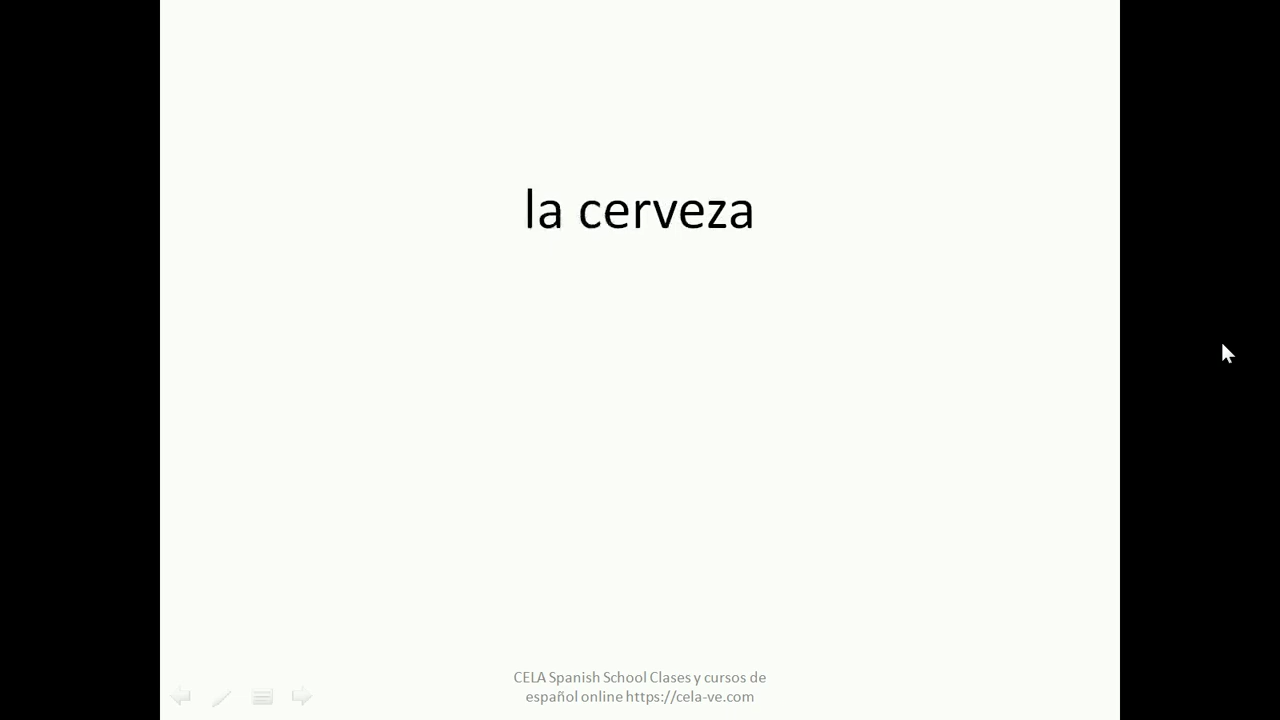 la cerveza
CELA Spanish School Clases y cursos de
español online https://cela-ve.com